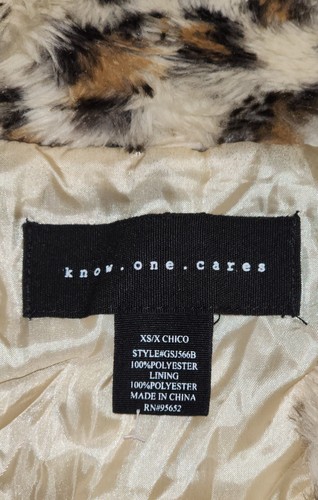 know.one.cares
XS/X CHICO
STYLE#GSJ566B
100%POLYESTER
LINING
100%POLYESTER
MADE IN CHINA
RN#95652